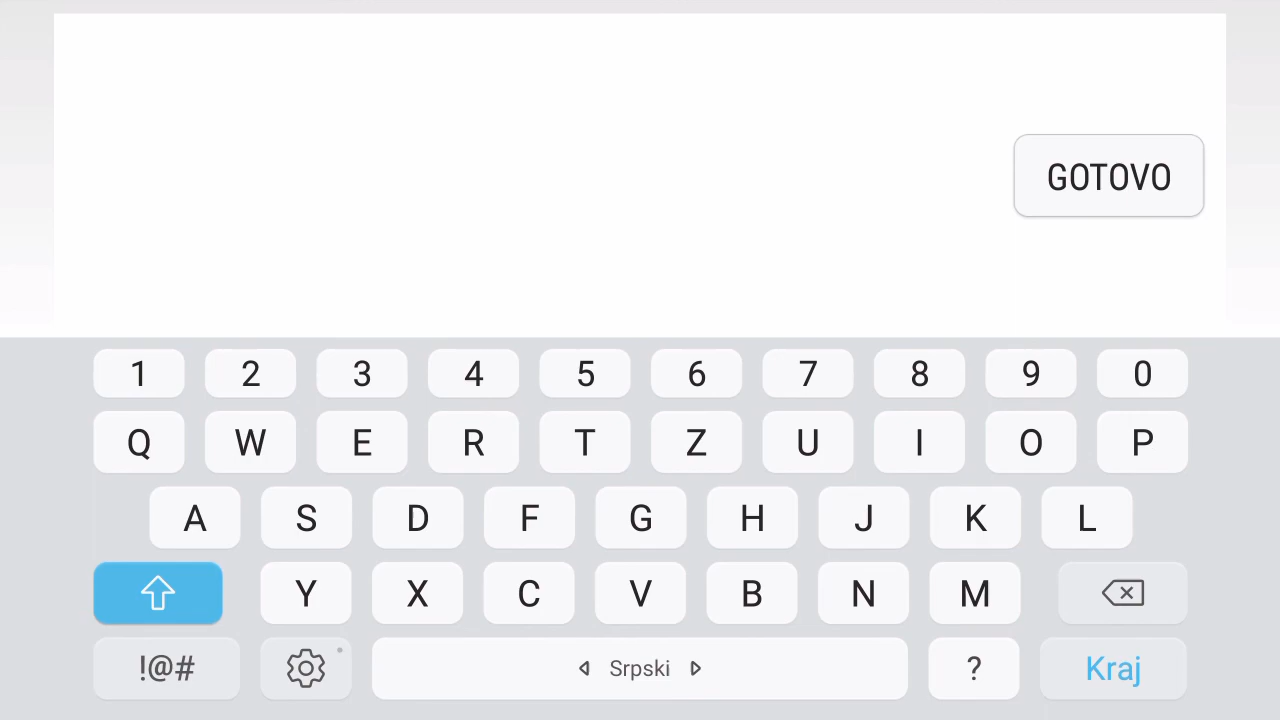 GOTOVO
1 2 3 4 5 6 7 8 9 0
Q W E R T Z U I O P
A S D F G H J K L
Y X C V B N M
!@# Srpski ? Kraj